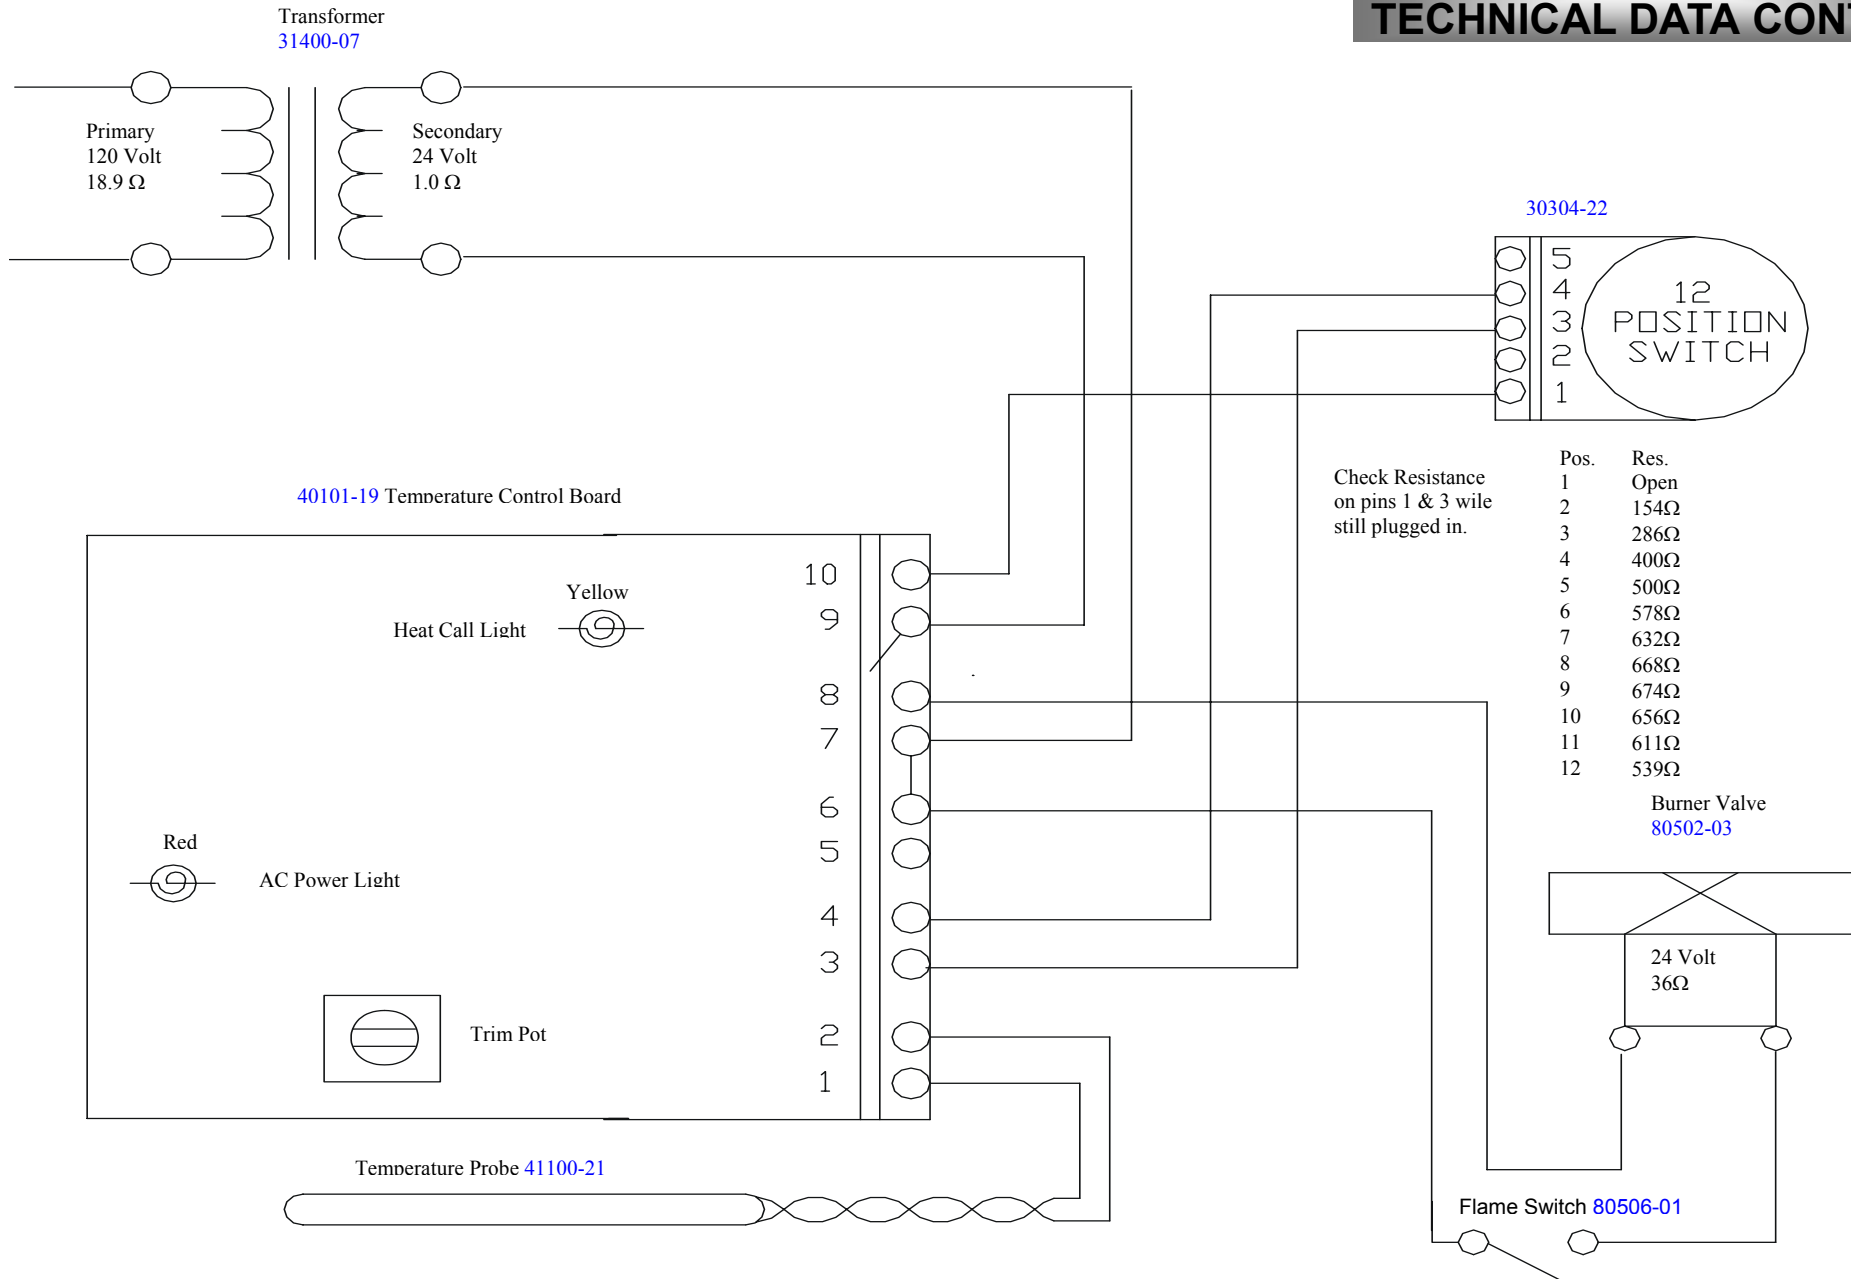 TECHNICAL DATA CON
Transformer
31400-07
Primary
120 Volt
18.9 Ω
Secondary
24 Volt
1.0 Ω
30304-22
5
4
3
2
1
12
POSITION
SWITCH
Check Resistance
on pins 1 & 3 wile
still plugged in.
Pos. Res.
1 Open
2 154Ω
3 286Ω
4 400Ω
5 500Ω
6 578Ω
7 632Ω
8 668Ω
9 674Ω
10 656Ω
11 611Ω
12 539Ω
40101-19 Temperature Control Board
Yellow
Heat Call Light
Red
AC Power Light
Trim Pot
10
9
8
7
6
5
4
3
2
1
Burner Valve
80502-03
24 Volt
36Ω
Temperature Probe 41100-21
Flame Switch 80506-01